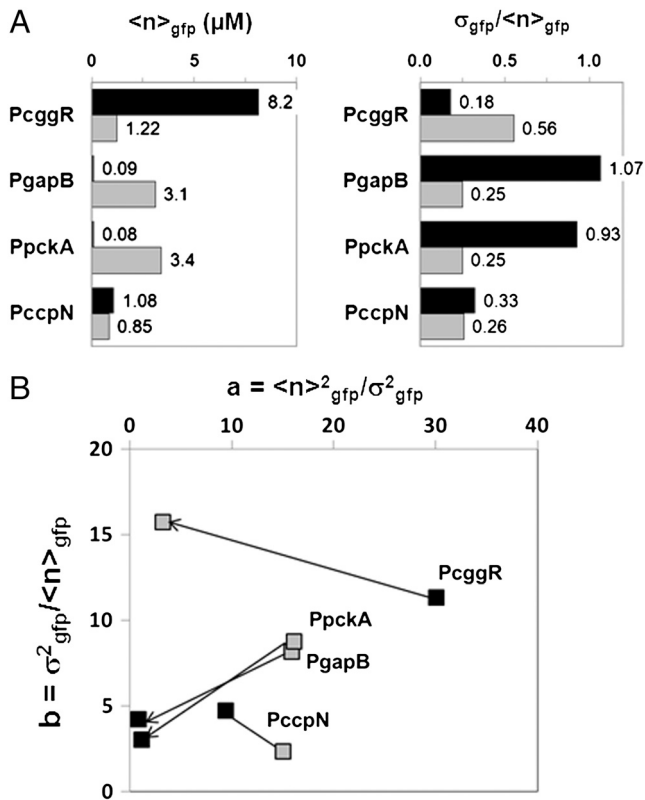 A
<n>gfp (µM)
0 5 10
PcggR
8.2
1.22
PgapB
0.09
3.1
PpckA
0.08
3.4
PccpN
1.08
0.85
σgfp/<n>gfp
0.0 0.5 1.0
PcggR
0.18
0.56
PgapB
1.07
0.25
PpckA
0.93
0.25
PccpN
0.33
0.26
B
a = <n>²gfp/σ²gfp
0 10 20 30 40
b = σ²gfp/<n>gfp
20
15
10
5
0
PcggR
PpckA
PgapB
PccpN